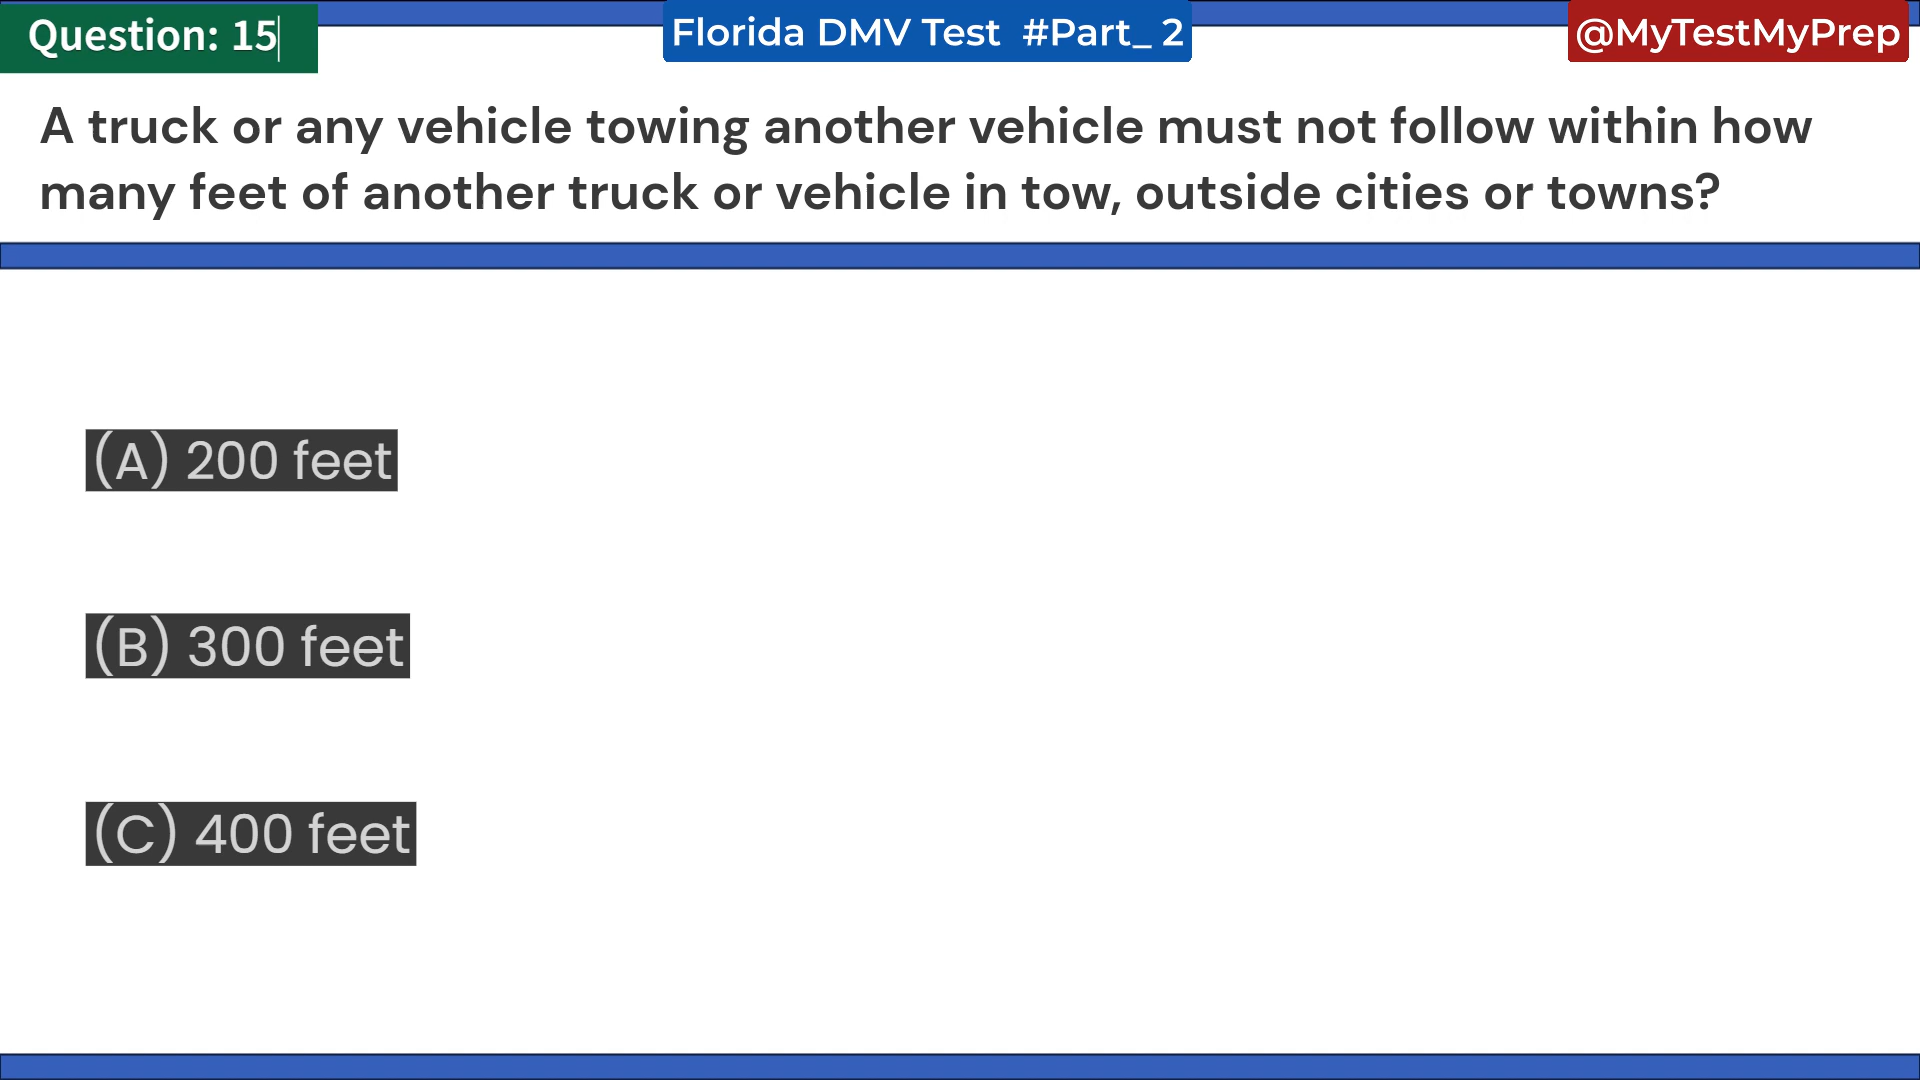 Question: 15
Florida DMV Test #Part_ 2
@MyTestMyPrep
A truck or any vehicle towing another vehicle must not follow within how
many feet of another truck or vehicle in tow, outside cities or towns?
(A) 200 feet
(B) 300 feet
(C) 400 feet